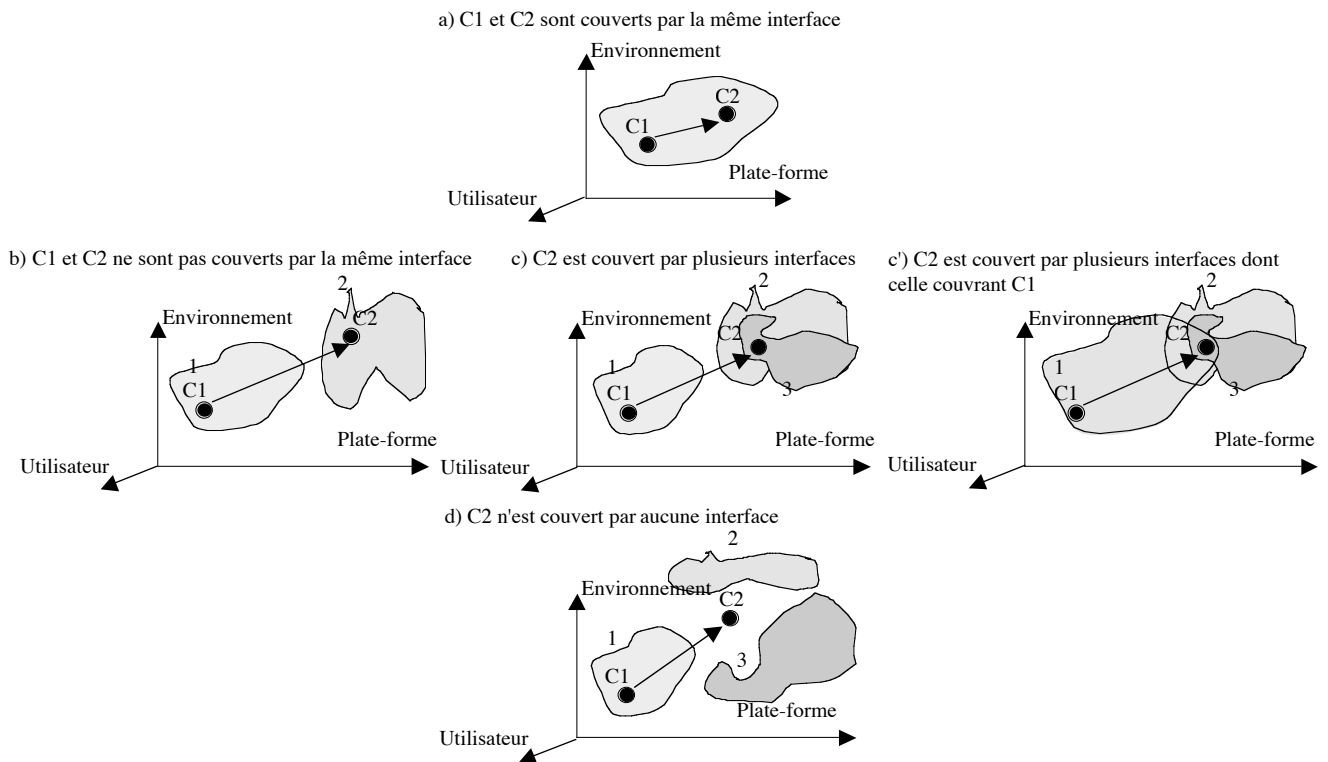 a) C1 et C2 sont couverts par la même interface
Environnement
C2
C1
Plate-forme
Utilisateur
b) C1 et C2 ne sont pas couverts par la même interface
2
Environnement
C2
1
C1
Plate-forme
Utilisateur
c) C2 est couvert par plusieurs interfaces
2
Environnement
C2
1
3
C1
Plate-forme
Utilisateur
c') C2 est couvert par plusieurs interfaces dont
celle couvrant C1
2
Environnement
C2
1
3
C1
Plate-forme
Utilisateur
d) C2 n'est couvert par aucune interface
2
Environnement
C2
1
3
C1
Plate-forme
Utilisateur